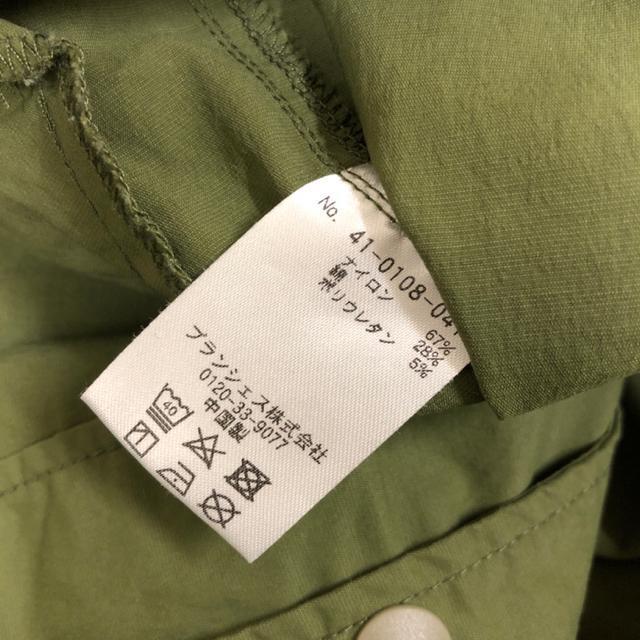 No. 41-0108-04
ナイロン 67%
綿 28%
ポリウレタン 5%
ブランシェス株式会社
0120-33-9077
中国製
40